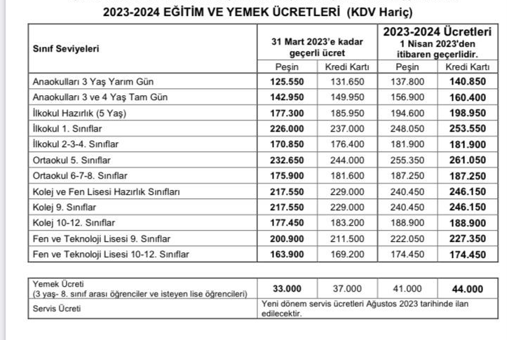 2023-2024 EĞİTİM VE YEMEK ÜCRETLERİ (KDV Hariç)
Sınıf Seviyeleri
31 Mart 2023'e kadar
geçerli ücret
2023-2024 Ücretleri
1 Nisan 2023'den
itibaren geçerlidir.
Peşin Kredi Kartı Peşin Kredi Kartı
Anaokulları 3 Yaş Yarım Gün 125.550 131.650 137.800 140.850
Anaokulları 3 ve 4 Yaş Tam Gün 142.950 149.950 156.900 160.400
İlkokul Hazırlık (5 Yaş) 177.300 185.950 194.600 198.950
İlkokul 1. Sınıflar 226.000 237.000 248.050 253.550
İlkokul 2-3-4. Sınıflar 170.850 176.400 181.900 181.900
Ortaokul 5. Sınıflar 232.650 244.000 255.350 261.050
Ortaokul 6-7-8. Sınıflar 175.900 181.600 187.250 187.250
Kolej ve Fen Lisesi Hazırlık Sınıfları 217.550 229.000 240.450 246.150
Kolej 9. Sınıflar 217.550 229.000 240.450 246.150
Kolej 10-12. Sınıflar 177.450 183.200 188.900 188.900
Fen ve Teknoloji Lisesi 9. Sınıflar 200.900 211.500 222.050 227.350
Fen ve Teknoloji Lisesi 10-12. Sınıflar 163.900 169.200 174.450 174.450
Yemek Ücreti
(3 yaş- 8. sınıf arası öğrenciler ve isteyen lise öğrencileri) 33.000 37.000 41.000 44.000
Servis Ücreti
Yeni dönem servis ücretleri Ağustos 2023 tarihinde ilan
edilecektir.